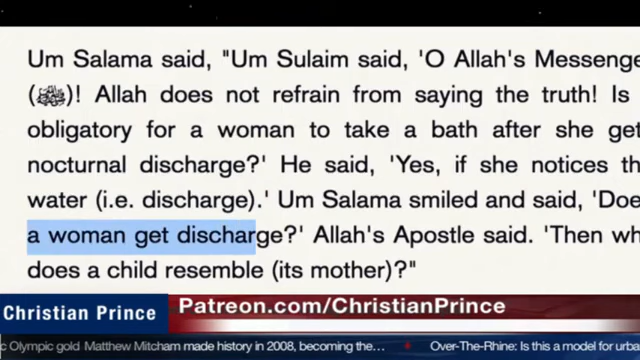 Um Salama said, "Um Sulaim said, 'O Allah's Messenge
(ﷺ)! Allah does not refrain from saying the truth! Is
obligatory for a woman to take a bath after she get
nocturnal discharge?' He said, 'Yes, if she notices th
water (i.e. discharge).' Um Salama smiled and said, 'Doe
a woman get discharge?' Allah's Apostle said. 'Then wh
does a child resemble (its mother)?"
Christian Prince
Patreon.com/ChristianPrince
c Olympic gold Matthew Mitcham made history in 2008, becoming the... Over-The-Rhine: Is this a model for urba